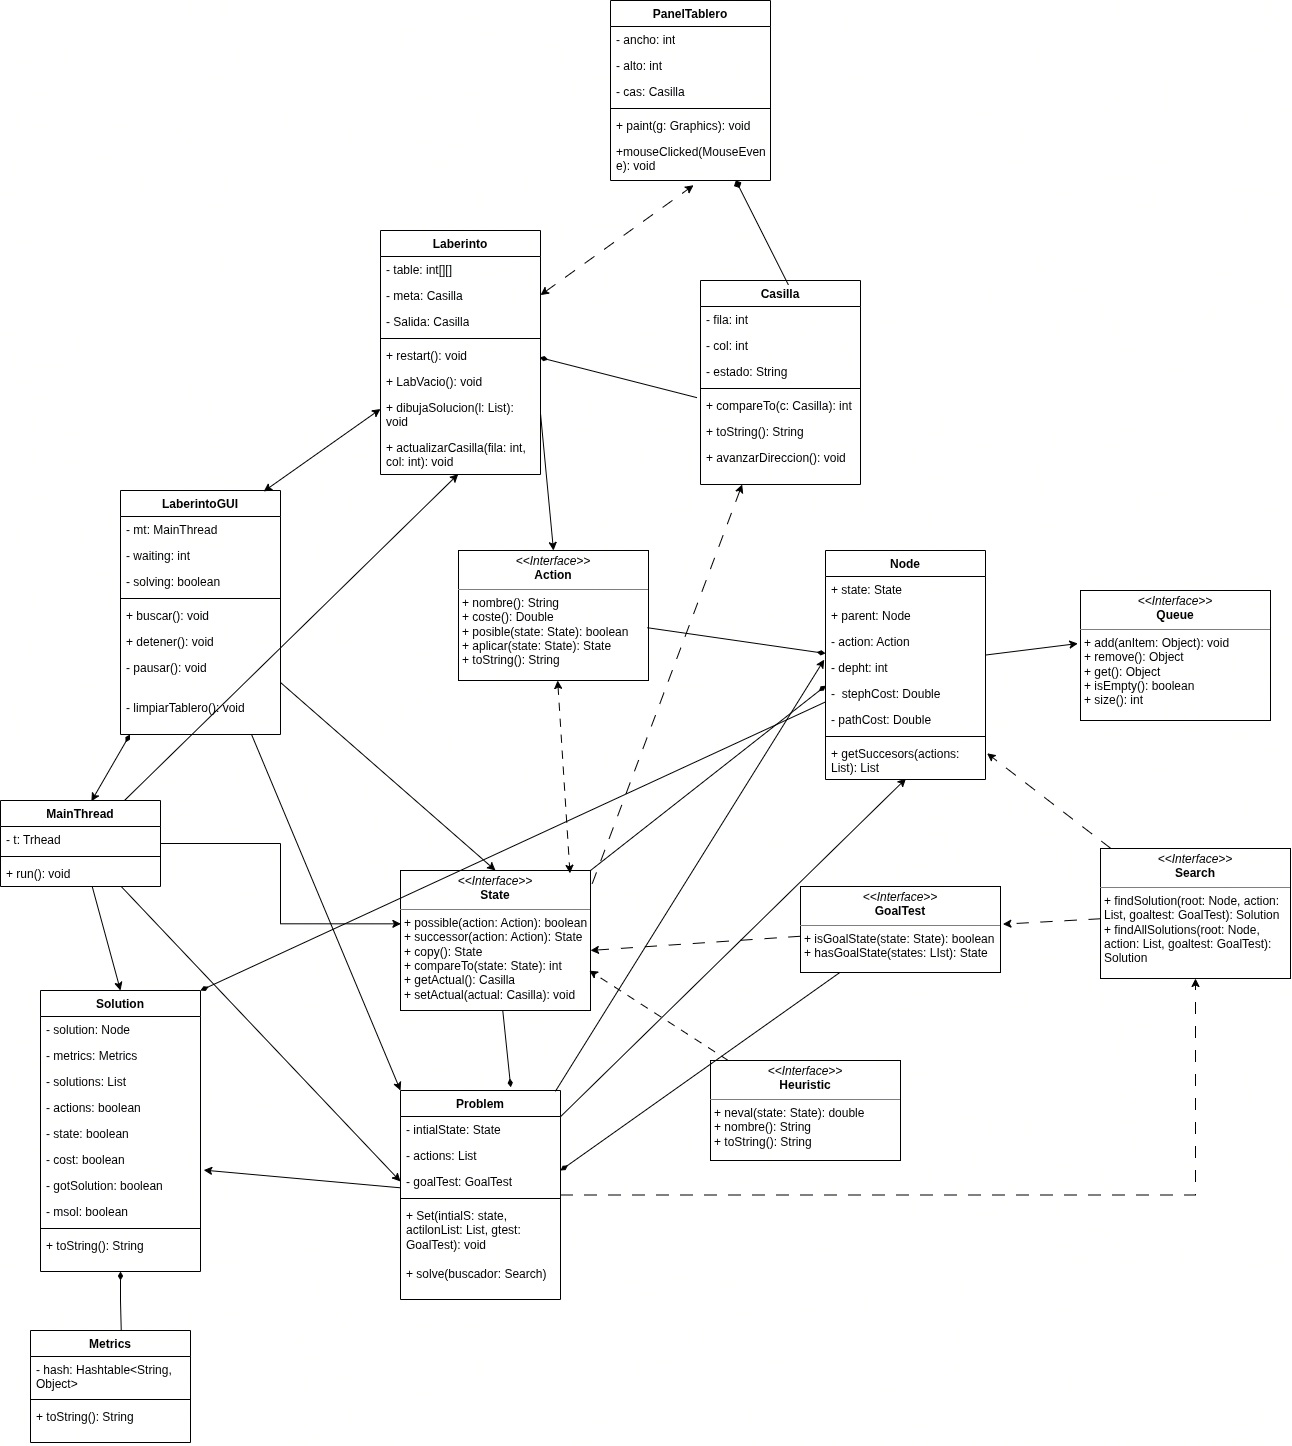 PanelTablero
- ancho: int
- alto: int
- cas: Casilla
+ paint(g: Graphics): void
+mouseClicked(MouseEven
e): void
Laberinto
- table: int[][]
- meta: Casilla
- Salida: Casilla
+ restart(): void
+ LabVacio(): void
+ dibujaSolucion(l: List):
void
+ actualizarCasilla(fila: int,
col: int): void
Casilla
- fila: int
- col: int
- estado: String
+ compareTo(c: Casilla): int
+ toString(): String
+ avanzarDireccion(): void
LaberintoGUI
- mt: MainThread
- waiting: int
- solving: boolean
+ buscar(): void
+ detener(): void
- pausar(): void
- limpiarTablero(): void
<<Interface>>
Action
+ nombre(): String
+ coste(): Double
+ posible(state: State): boolean
+ aplicar(state: State): State
+ toString(): String
Node
+ state: State
+ parent: Node
- action: Action
- depht: int
-  stephCost: Double
- pathCost: Double
+ getSuccesors(actions:
List): List
<<Interface>>
Queue
+ add(anItem: Object): void
+ remove(): Object
+ get(): Object
+ isEmpty(): boolean
+ size(): int
MainThread
- t: Trhead
+ run(): void
<<Interface>>
State
+ possible(action: Action): boolean
+ successor(action: Action): State
+ copy(): State
+ compareTo(state: State): int
+ getActual(): Casilla
+ setActual(actual: Casilla): void
<<Interface>>
GoalTest
+ isGoalState(state: State): boolean
+ hasGoalState(states: LIst): State
<<Interface>>
Search
+ findSolution(root: Node, action:
List, goaltest: GoalTest): Solution
+ findAllSolutions(root: Node,
action: List, goaltest: GoalTest):
Solution
Solution
- solution: Node
- metrics: Metrics
- solutions: List
- actions: boolean
- state: boolean
- cost: boolean
- gotSolution: boolean
- msol: boolean
+ toString(): String
Problem
- intialState: State
- actions: List
- goalTest: GoalTest
+ Set(intialS: state,
actilonList: List, gtest:
GoalTest): void
+ solve(buscador: Search)
<<Interface>>
Heuristic
+ neval(state: State): double
+ nombre(): String
+ toString(): String
Metrics
- hash: Hashtable<String,
Object>
+ toString(): String